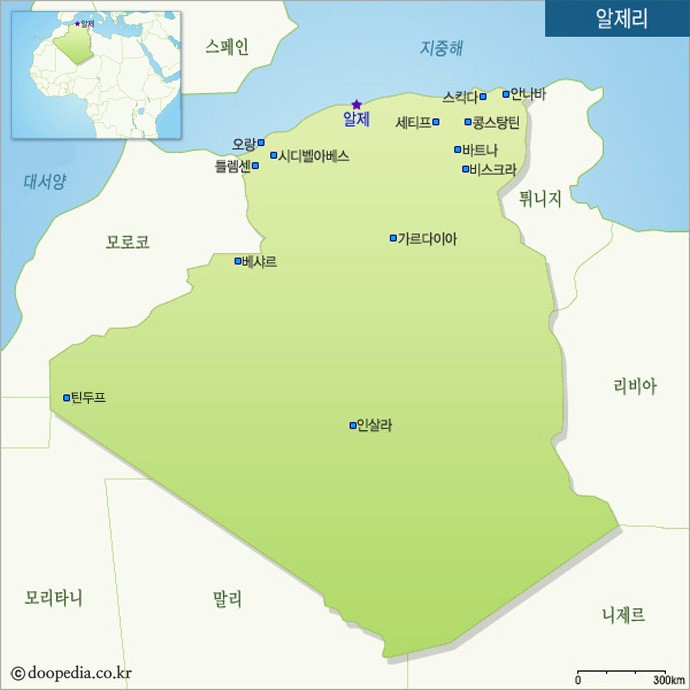 알제리
알제
스페인
지중해
스킥다
안나바
알제
세티프
콩스탕틴
오랑
시디벨아베스
바트나
틀렘센
비스크라
대서양
튀니지
모로코
가르다이아
베샤르
리비아
틴두프
인살라
모리타니
말리
니제르
ⓒ doopedia.co.kr
0 300km